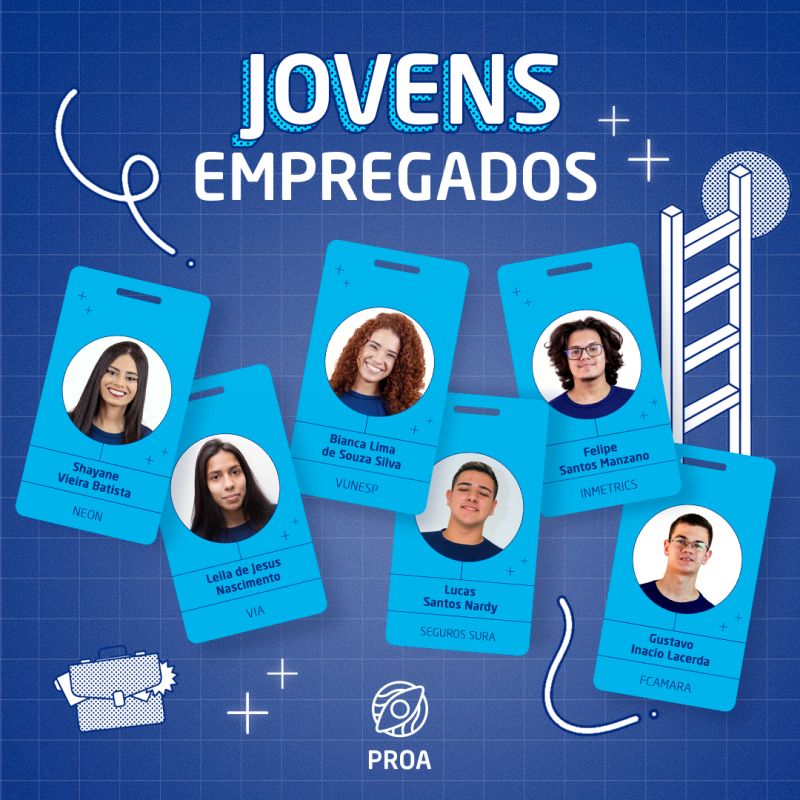 JOVENS
EMPREGADOS
Shayane
Vieira Batista
NEON
Leila de Jesus
Nascimento
VIA
Bianca Lima
de Souza Silva
VUNESP
Lucas
Santos Nardy
SEGUROS SURA
Felipe
Santos Manzano
INMETRICS
Gustavo
Inacio Lacerda
FCAMARA
PROA